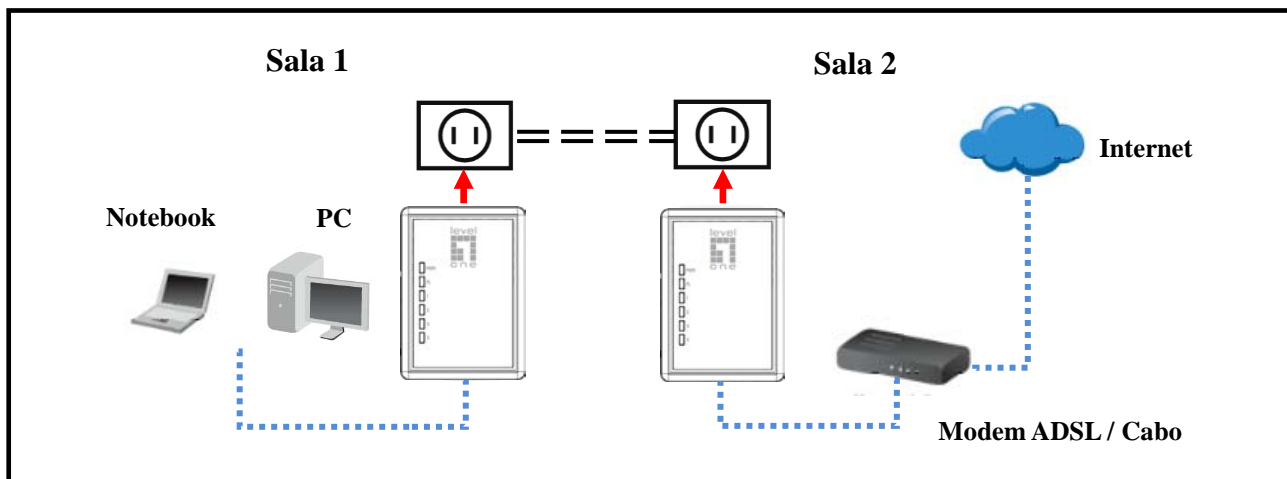 Sala 1
Sala 2
Internet
Notebook
PC
level
one
level
one
Modem ADSL / Cabo